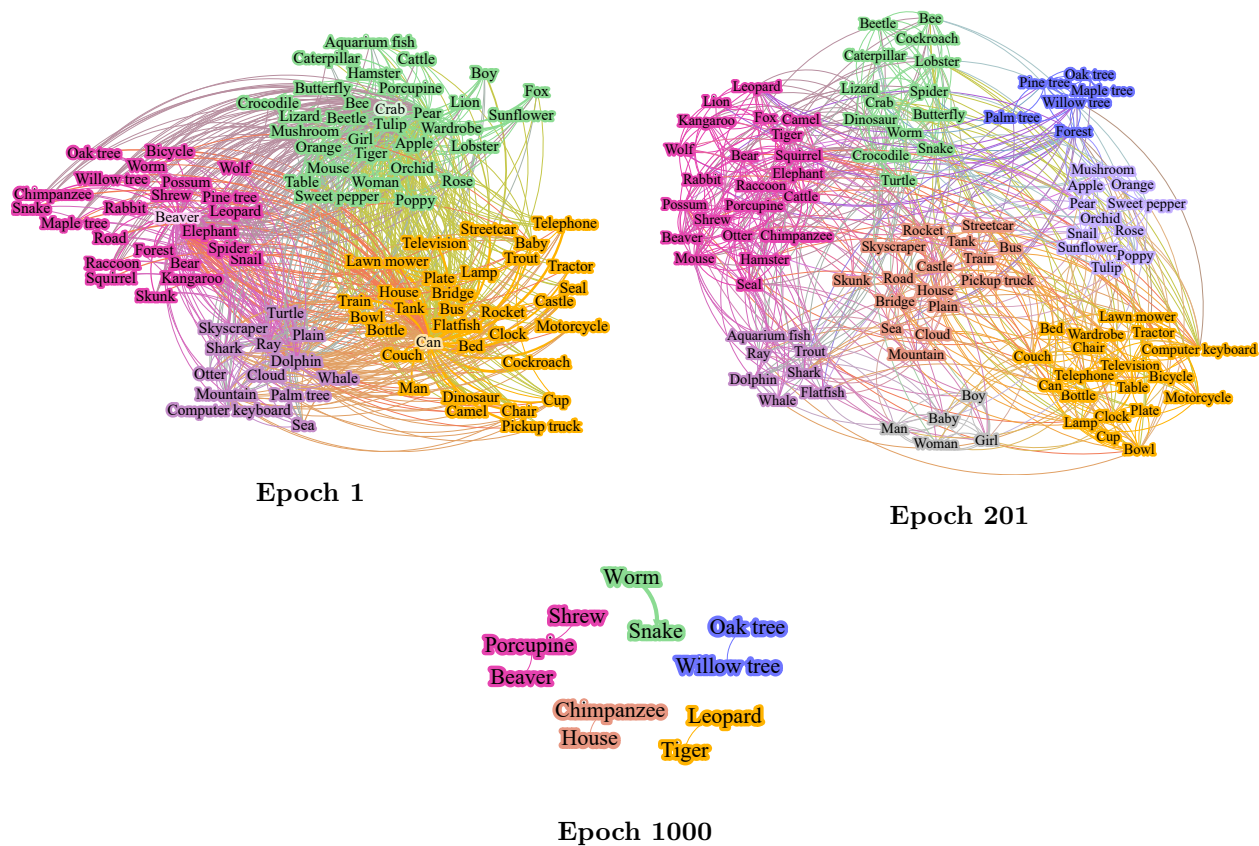 Aquarium fish
Caterpillar
Cattle
Hamster
Boy
Butterfly
Porcupine
Fox
Crocodile
Bee
Crab
Pear
Lion
Sunflower
Lizard
Beetle
Tulip
Wardrobe
Mushroom
Girl
Apple
Lobster
Orange
Tiger
Mouse
Orchid
Table
Woman
Rose
Sweet pepper
Poppy
Oak tree
Bicycle
Worm
Wolf
Willow tree
Possum
Chimpanzee
Shrew
Pine tree
Snake
Rabbit
Beaver
Leopard
Maple tree
Road
Elephant
Forest
Spider
Raccoon
Bear
Snail
Squirrel
Kangaroo
Skunk
Streetcar
Telephone
Television
Baby
Lawn mower
Trout
Plate
Lamp
Tractor
House
Bridge
Seal
Train
Tank
Bus
Rocket
Castle
Bowl
Flatfish
Motorcycle
Bottle
Clock
Can
Bed
Couch
Cockroach
Man
Dinosaur
Cup
Camel
Chair
Pickup truck
Turtle
Skyscraper
Plain
Shark
Ray
Dolphin
Otter
Cloud
Whale
Mountain
Palm tree
Computer keyboard
Sea
Epoch 1
Beetle
Bee
Cockroach
Caterpillar
Lobster
Lizard
Spider
Crab
Dinosaur
Butterfly
Worm
Crocodile
Snake
Turtle
Oak tree
Pine tree
Maple tree
Willow tree
Palm tree
Forest
Leopard
Lion
Kangaroo
Fox
Camel
Tiger
Wolf
Bear
Squirrel
Elephant
Rabbit
Raccoon
Possum
Porcupine
Cattle
Shrew
Beaver
Otter
Chimpanzee
Mouse
Hamster
Seal
Mushroom
Apple
Orange
Pear
Sweet pepper
Orchid
Snail
Rose
Sunflower
Poppy
Tulip
Rocket
Streetcar
Skyscraper
Tank
Bus
Train
Castle
Skunk
Road
Pickup truck
House
Bridge
Plain
Sea
Cloud
Mountain
Aquarium fish
Ray
Trout
Shark
Dolphin
Flatfish
Whale
Boy
Baby
Man
Woman
Girl
Lawn mower
Bed
Wardrobe
Tractor
Chair
Computer keyboard
Couch
Television
Telephone
Bicycle
Can
Table
Bottle
Motorcycle
Clock
Plate
Lamp
Cup
Bowl
Epoch 201
Worm
Shrew
Snake
Oak tree
Porcupine
Willow tree
Beaver
Chimpanzee
Leopard
House
Tiger
Epoch 1000